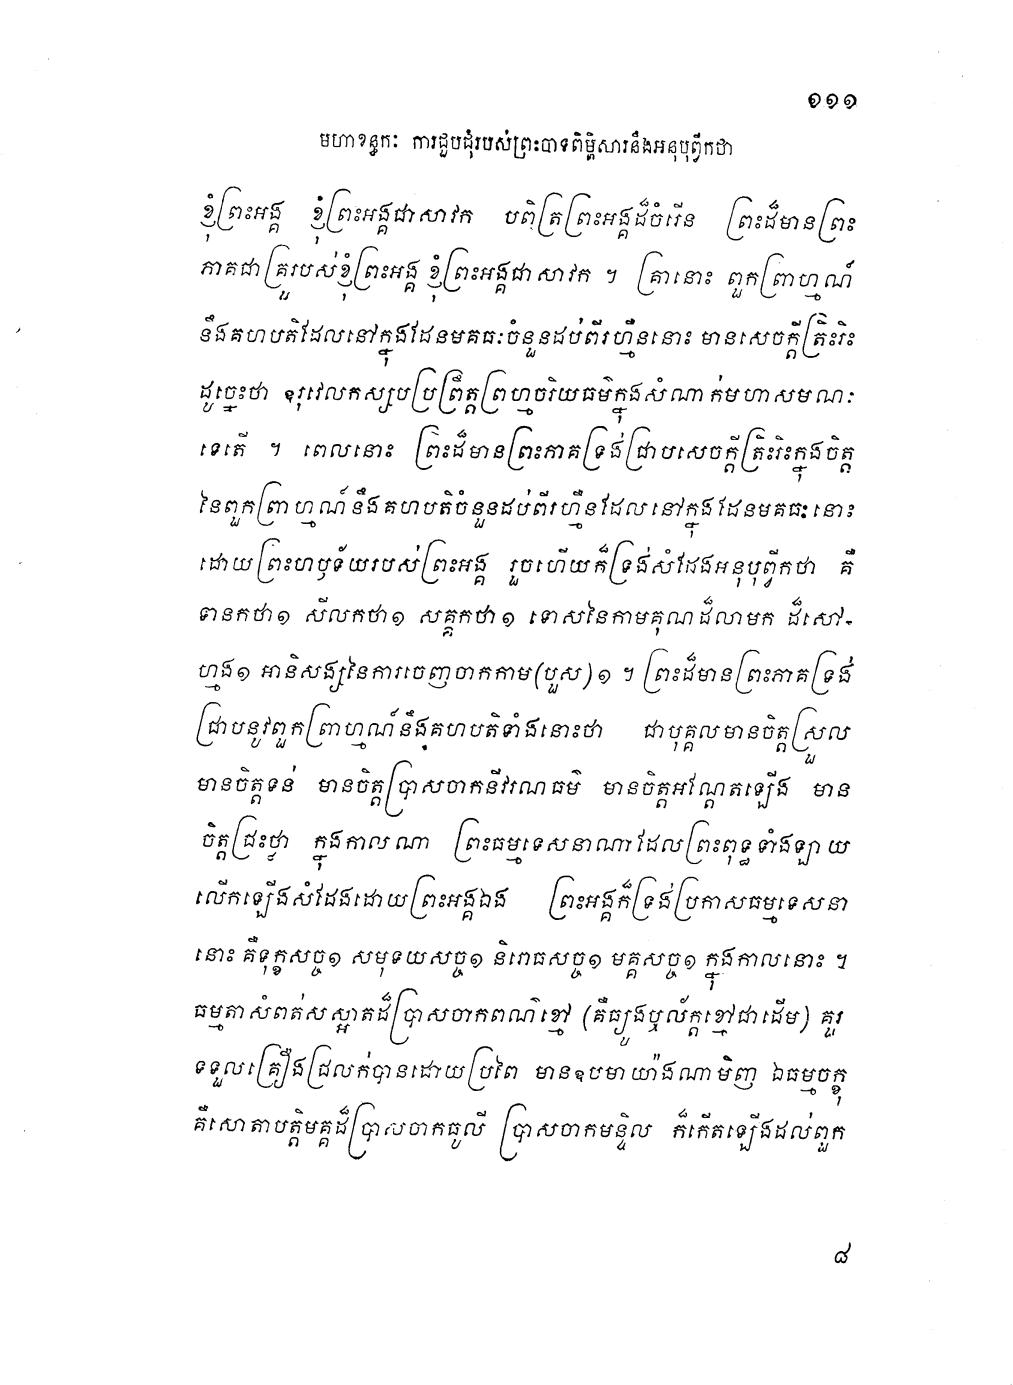 ១១១
មហាខន្ធកៈ ការជួបជុំរបស់ព្រះបាទពិម្ពិសារនឹងអនុបុព្វីកថា
ខ្ញុំព្រះអង្គ ខ្ញុំព្រះអង្គជាសាវក បពិត្រព្រះអង្គដ៏ចំរើន ព្រះដ៏មានព្រះ
ភាគជាគ្រូរបស់ខ្ញុំព្រះអង្គ ខ្ញុំព្រះអង្គជាសាវក ។ គ្រានោះ ពួកព្រាហ្មណ៍
នឹងគហបតិដែលនៅក្នុងដែនមគធៈចំនួនដប់ពីរហ្មឺននោះ មានសេចក្តីត្រិះរិះ
ដូច្នេះថា ឧរុវេលកស្សបប្រព្រឹត្តព្រហ្មចរិយធម៌ក្នុងសំណាក់មហាសមណៈ
ទេតើ ។ ពេលនោះ ព្រះដ៏មានព្រះភាគទ្រង់ជ្រាបសេចក្តីត្រិះរិះក្នុងចិត្ត
នៃពួកព្រាហ្មណ៍នឹងគហបតិចំនួនដប់ពីរហ្មឺនដែលនៅក្នុងដែនមគធៈនោះ
ដោយព្រះហឫទ័យរបស់ព្រះអង្គ រួចហើយក៏ទ្រង់សំដែងអនុបុព្វីកថា គឺ
ទានកថា១ សីលកថា១ សគ្គកថា១ ទោសនៃកាមគុណដ៏លាមក ដ៏សៅ-
ហ្មង១ អានិសង្សនៃការចេញចាកកាម(បួស)១ ។ ព្រះដ៏មានព្រះភាគទ្រង់
ជ្រាបនូវពួកព្រាហ្មណ៍នឹងគហបតិទាំងនោះថា ជាបុគ្គលមានចិត្តស្រួល
មានចិត្តទន់ មានចិត្តប្រាសចាកនីវរណធម៌ មានចិត្តអណ្តែតឡើង មាន
ចិត្តជ្រះថ្លា ក្នុងកាលណា ព្រះធម្មទេសនាណាដែលព្រះពុទ្ធទាំងឡាយ
លើកឡើងសំដែងដោយព្រះអង្គឯង ព្រះអង្គក៏ទ្រង់ប្រកាសធម្មទេសនា
នោះ គឺទុក្ខសច្ច១ សមុទយសច្ច១ និរោធសច្ច១ មគ្គសច្ច១ ក្នុងកាលនោះ ។
ធម្មតាសំពត់សស្អាតដ៏ប្រាសចាកពណ៌ខ្មៅ (គឺធ្យូងឬល័ក្តខ្មៅជាដើម) គួរ
ទទួលគ្រឿងជ្រលក់បានដោយប្រពៃ មានឧបមាយ៉ាងណាមិញ ឯធម្មចក្ខុ
គឺសោតាបត្តិមគ្គដ៏ប្រាសចាកធូលី ប្រាសចាកមន្ទិល ក៏កើតឡើងដល់ពួក
៨